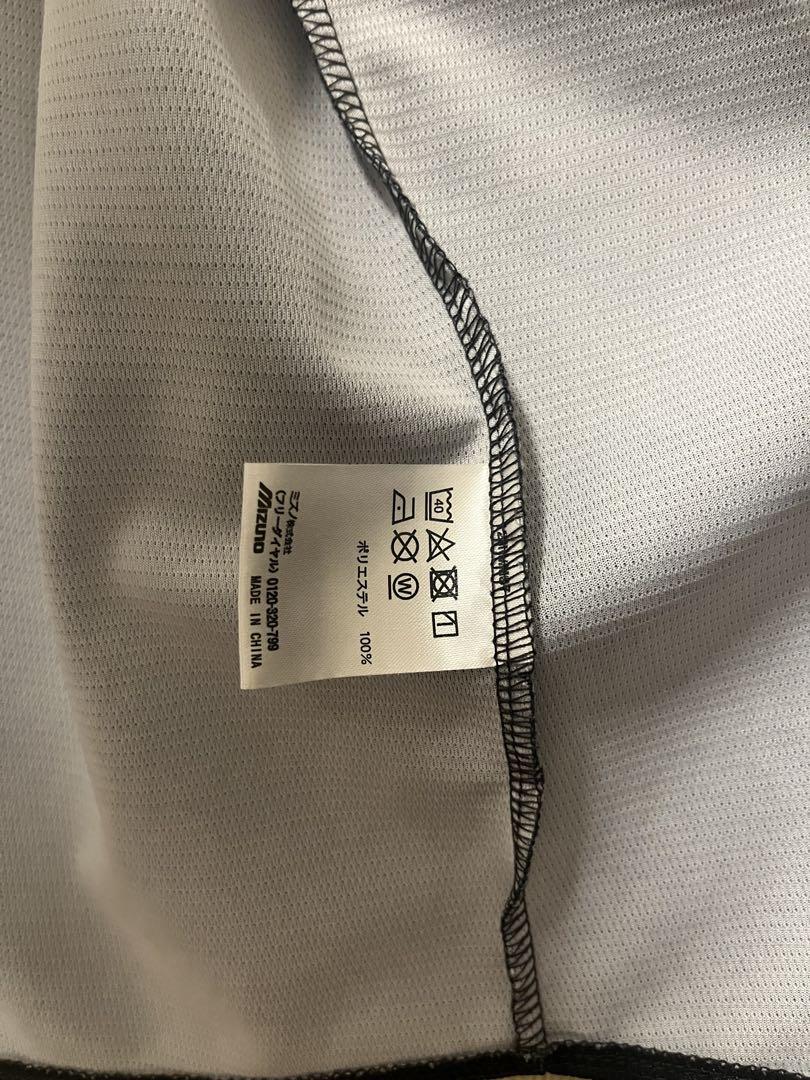 40
W
ポリエステル 100%
ミズノ株式会社
(フリーダイヤル) 0120-320-799
MIZUNO MADE IN CHINA